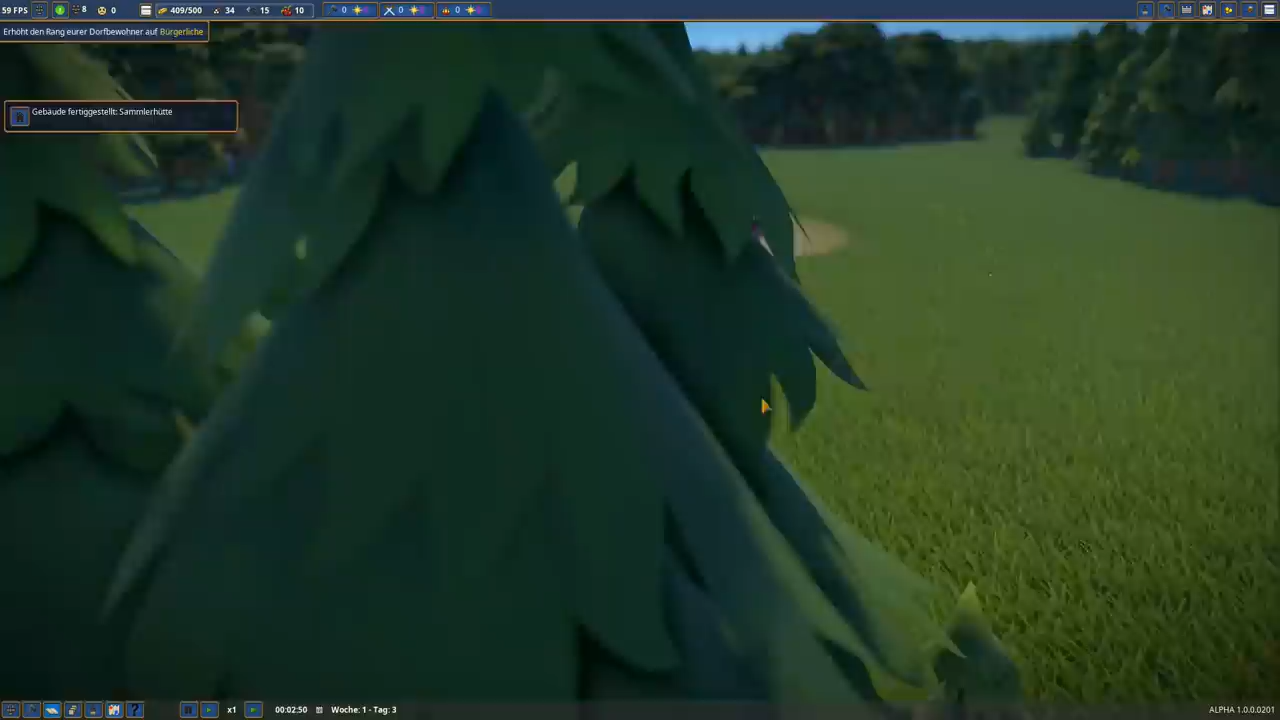 59 FPS 8 0 409/500 34 15 10 0 0 0
Erhöht den Rang eurer Dorfbewohner auf Bürgerliche
Gebäude fertiggestellt: Sammlerhütte
x1 00:02:50 Woche: 1 - Tag: 3 ALPHA 1.0.0.0201